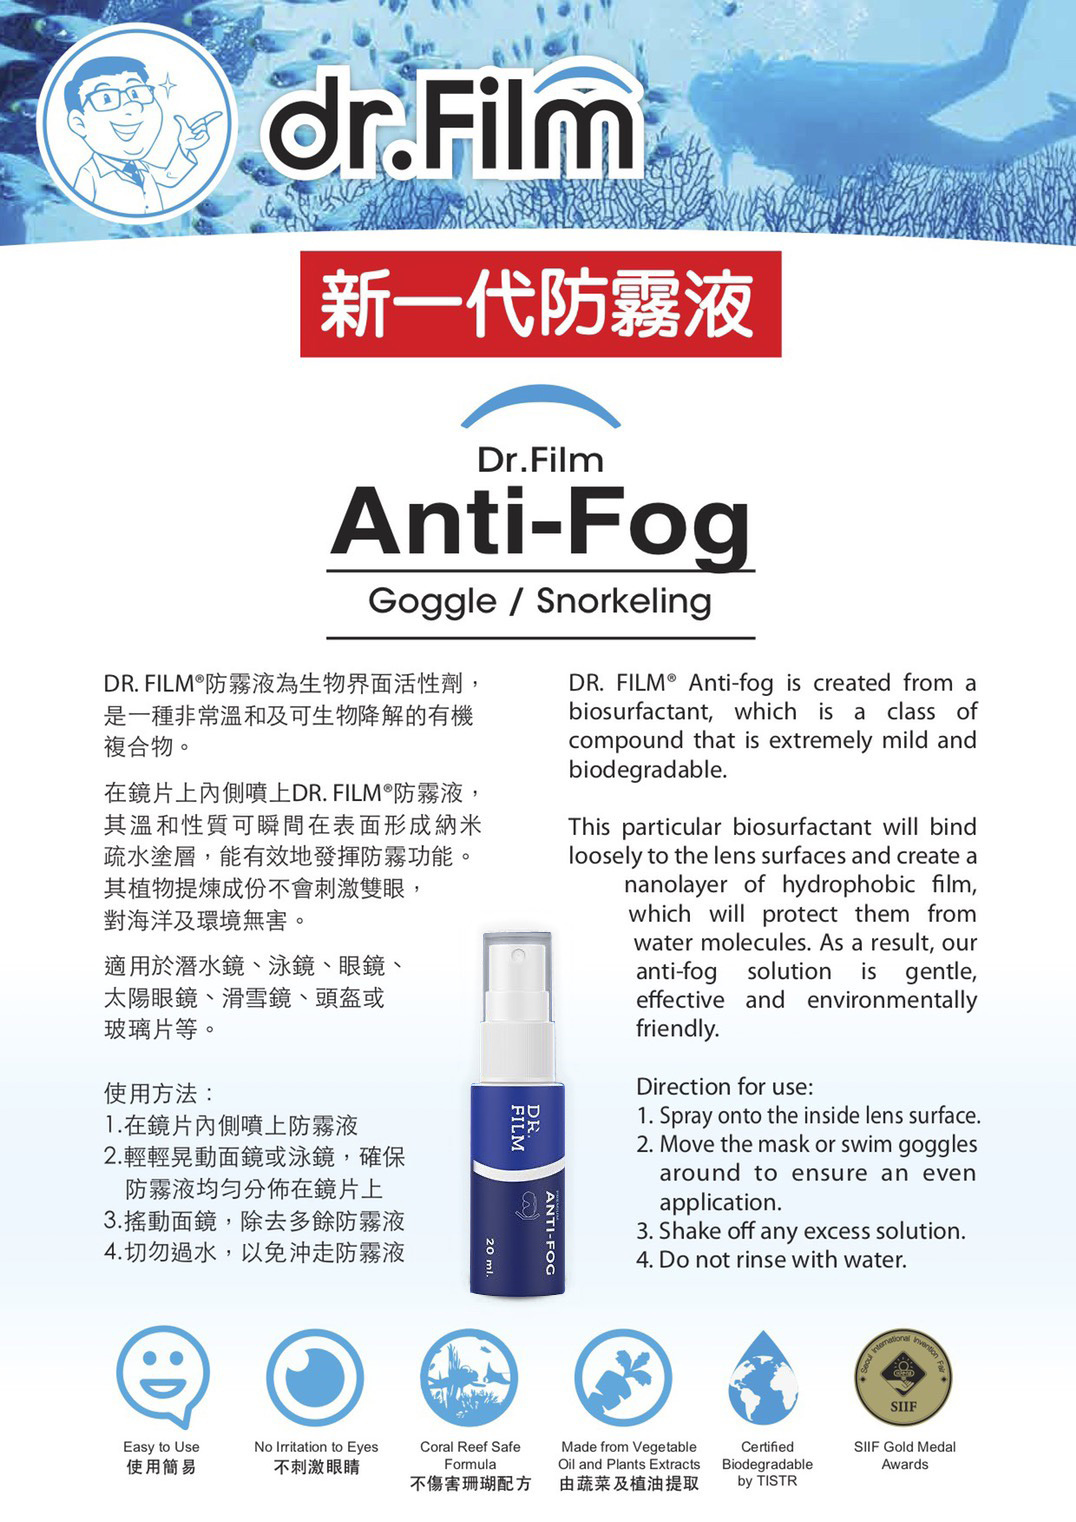 dr.Film
新一代防霧液
Dr.Film
Anti-Fog
Goggle / Snorkeling
DR. FILM®防霧液為生物界面活性劑，
是一種非常溫和及可生物降解的有機
複合物。
在鏡片上內側噴上DR. FILM®防霧液，
其溫和性質可瞬間在表面形成納米
疏水塗層，能有效地發揮防霧功能。
其植物提煉成份不會刺激雙眼，
對海洋及環境無害。
適用於潛水鏡、泳鏡、眼鏡、
太陽眼鏡、滑雪鏡、頭盔或
玻璃片等。
使用方法：
1.在鏡片內側噴上防霧液
2.輕輕晃動面鏡或泳鏡，確保
防霧液均勻分佈在鏡片上
3.搖動面鏡，除去多餘防霧液
4.切勿過水，以免沖走防霧液
DR. FILM® Anti-fog is created from a
biosurfactant, which is a class of
compound that is extremely mild and
biodegradable.
This particular biosurfactant will bind
loosely to the lens surfaces and create a
nanolayer of hydrophobic film,
which will protect them from
water molecules. As a result, our
anti-fog solution is gentle,
effective and environmentally
friendly.
Direction for use:
1. Spray onto the inside lens surface.
2. Move the mask or swim goggles
around to ensure an even
application.
3. Shake off any excess solution.
4. Do not rinse with water.
DR.
FILM
ANTI-FOG
20 ml.
Easy to Use
使用簡易
No Irritation to Eyes
不刺激眼睛
Coral Reef Safe
Formula
不傷害珊瑚配方
Made from Vegetable
Oil and Plants Extracts
由蔬菜及植油提取
Certified
Biodegradable
by TISTR
Seoul International Invention Fair
SIIF
SIIF Gold Medal
Awards